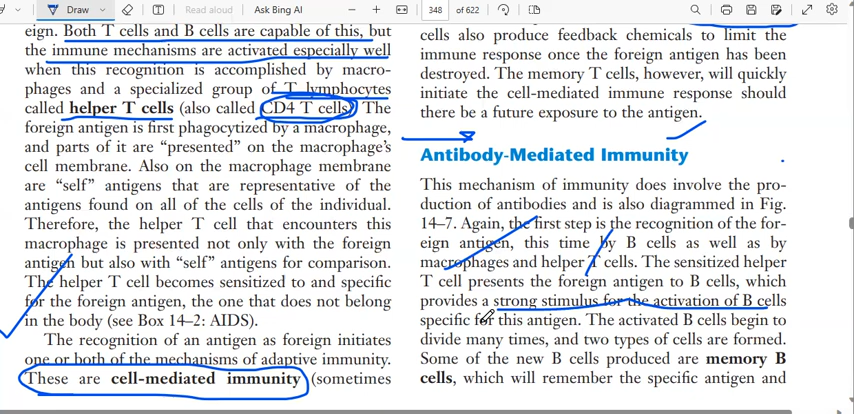 Draw
Read aloud
Ask Bing AI
348
of 622
eign. Both T cells and B cells are capable of this, but
the immune mechanisms are activated especially well
when this recognition is accomplished by macro-
phages and a specialized group of T lymphocytes
called helper T cells (also called CD4 T cells). The
foreign antigen is first phagocytized by a macrophage,
and parts of it are “presented” on the macrophage’s
cell membrane. Also on the macrophage membrane
are “self” antigens that are representative of the
antigens found on all of the cells of the individual.
Therefore, the helper T cell that encounters this
macrophage is presented not only with the foreign
antigen but also with “self” antigens for comparison.
The helper T cell becomes sensitized to and specific
for the foreign antigen, the one that does not belong
in the body (see Box 14–2: AIDS).
The recognition of an antigen as foreign initiates
one or both of the mechanisms of adaptive immunity.
These are cell-mediated immunity (sometimes
cells also produce feedback chemicals to limit the
immune response once the foreign antigen has been
destroyed. The memory T cells, however, will quickly
initiate the cell-mediated immune response should
there be a future exposure to the antigen.
Antibody-Mediated Immunity
This mechanism of immunity does involve the pro-
duction of antibodies and is also diagrammed in Fig.
14–7. Again, the first step is the recognition of the for-
eign antigen, this time by B cells as well as by
macrophages and helper T cells. The sensitized helper
T cell presents the foreign antigen to B cells, which
provides a strong stimulus for the activation of B cells
specific for this antigen. The activated B cells begin to
divide many times, and two types of cells are formed.
Some of the new B cells produced are memory B
cells, which will remember the specific antigen and